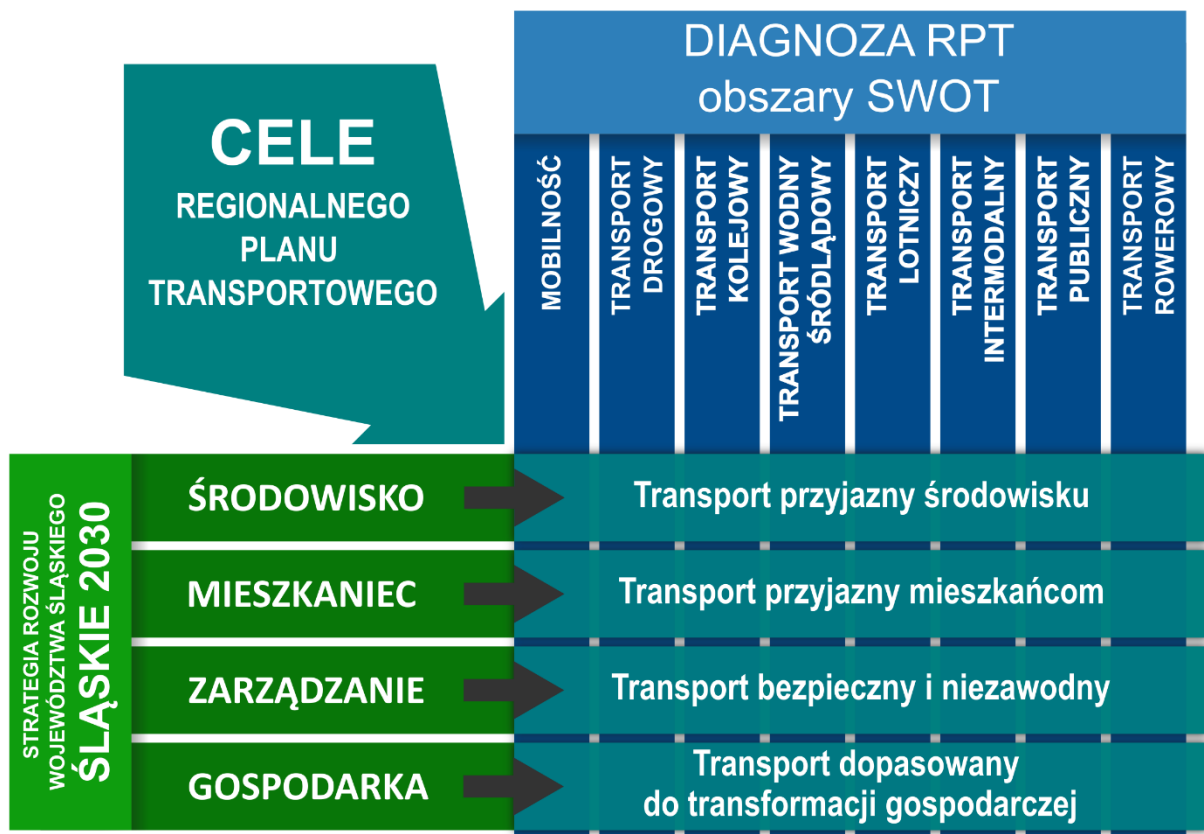 DIAGNOZA RPT
obszary SWOT
CELE
REGIONALNEGO
PLANU
TRANSPORTOWEGO
MOBILNOŚĆ
TRANSPORT
DROGOWY
TRANSPORT
KOLEJOWY
TRANSPORT WODNY
ŚRÓDLĄDOWY
TRANSPORT
LOTNICZY
TRANSPORT
INTERMODALNY
TRANSPORT
PUBLICZNY
TRANSPORT
ROWEROWY
STRATEGIA ROZWOJU
WOJEWÓDZTWA ŚLĄSKIEGO
ŚLĄSKIE 2030
ŚRODOWISKO
Transport przyjazny środowisku
MIESZKANIEC
Transport przyjazny mieszkańcom
ZARZĄDZANIE
Transport bezpieczny i niezawodny
GOSPODARKA
Transport dopasowany
do transformacji gospodarczej